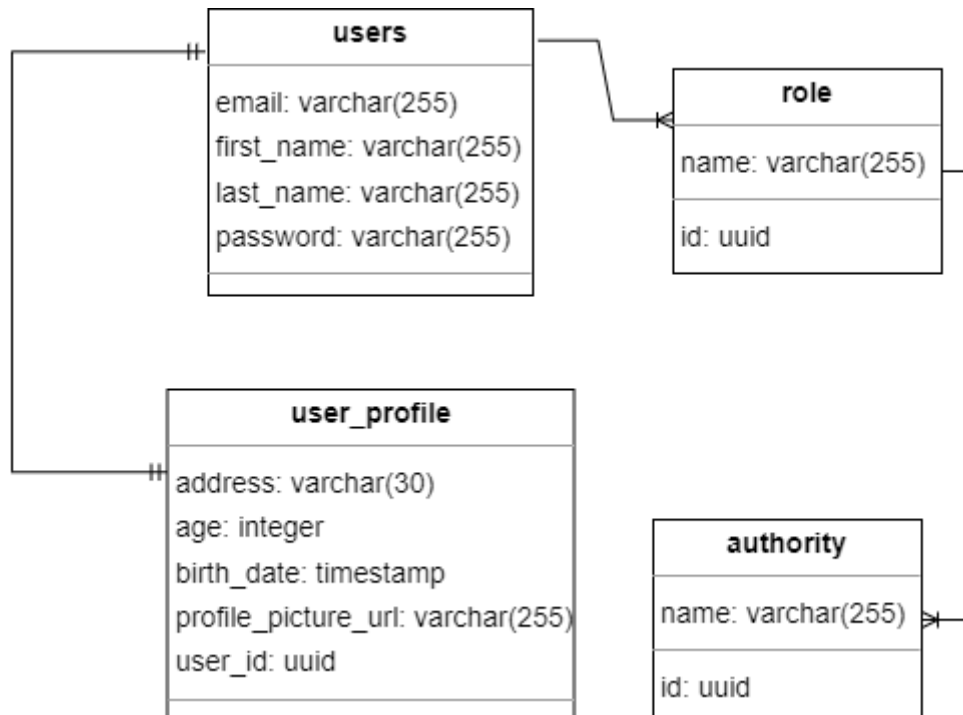 users
email: varchar(255)
first_name: varchar(255)
last_name: varchar(255)
password: varchar(255)
role
name: varchar(255)
id: uuid
user_profile
address: varchar(30)
age: integer
birth_date: timestamp
profile_picture_url: varchar(255)
user_id: uuid
authority
name: varchar(255)
id: uuid